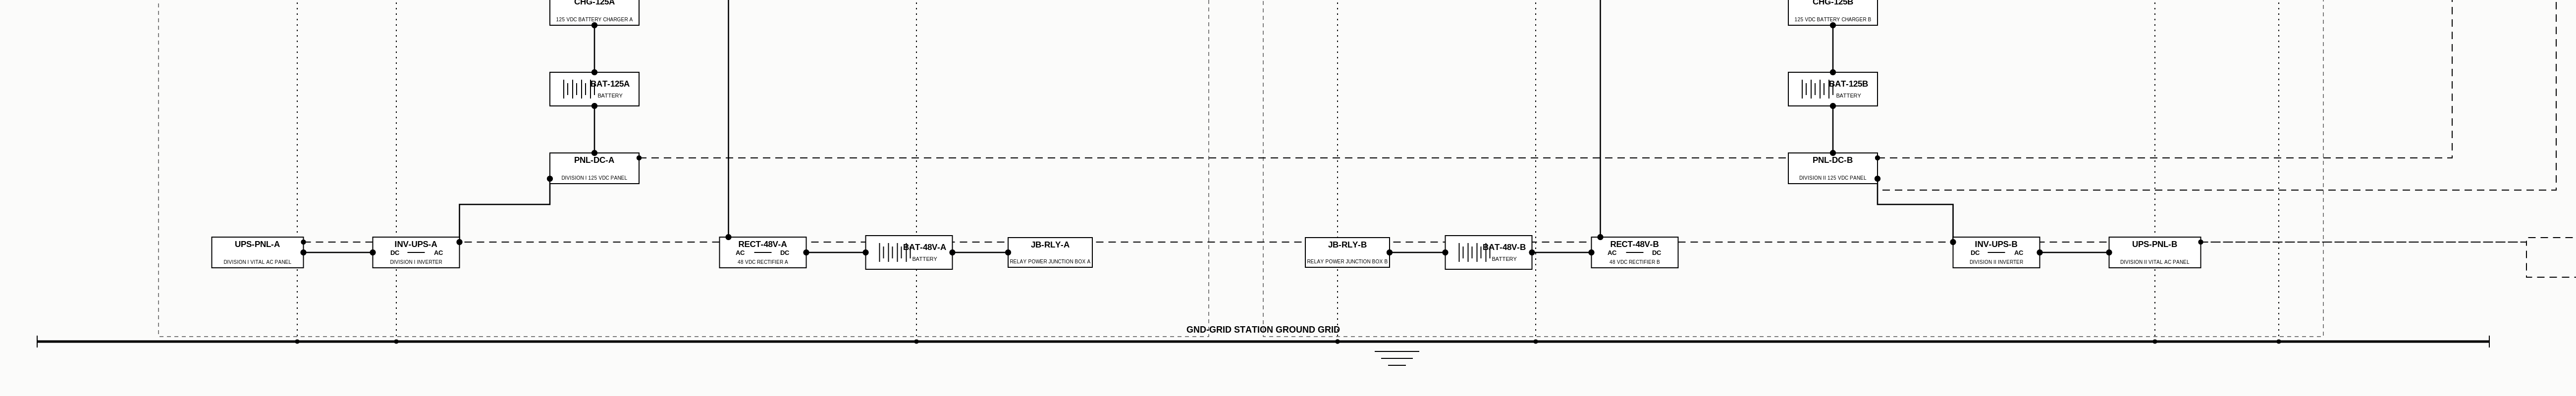 CHG-125A
125 VDC BATTERY CHARGER A
CHG-125B
125 VDC BATTERY CHARGER B
BAT-125A
BATTERY
BAT-125B
BATTERY
PNL-DC-A
DIVISION I 125 VDC PANEL
PNL-DC-B
DIVISION II 125 VDC PANEL
UPS-PNL-A
DIVISION I VITAL AC PANEL
INV-UPS-A
DC AC
DIVISION I INVERTER
RECT-48V-A
AC DC
48 VDC RECTIFIER A
BAT-48V-A
BATTERY
JB-RLY-A
RELAY POWER JUNCTION BOX A
JB-RLY-B
RELAY POWER JUNCTION BOX B
BAT-48V-B
BATTERY
RECT-48V-B
AC DC
48 VDC RECTIFIER B
INV-UPS-B
DC AC
DIVISION II INVERTER
UPS-PNL-B
DIVISION II VITAL AC PANEL
GND-GRID STATION GROUND GRID